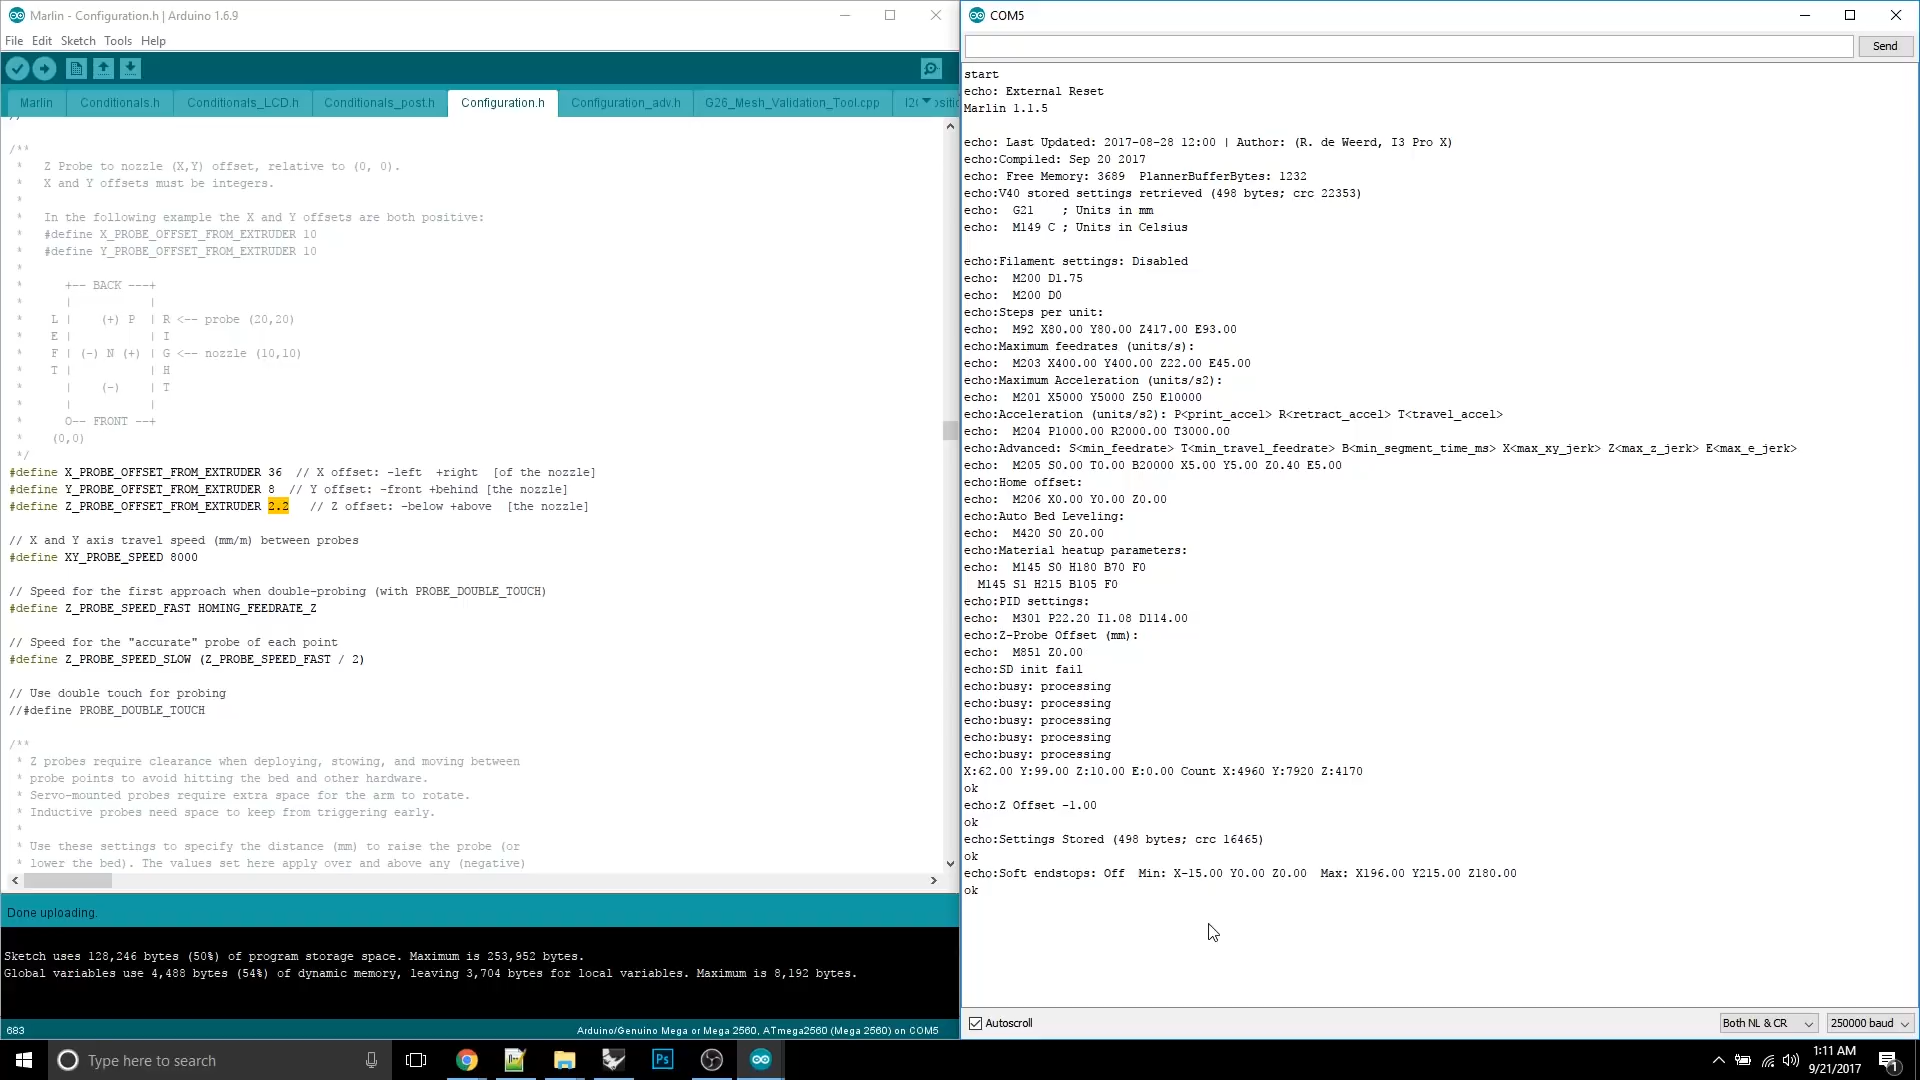 Marlin - Configuration.h | Arduino 1.6.9
File Edit Sketch Tools Help
Marlin Conditionals.h Conditionals_LCD.h Conditionals_post.h Configuration.h Configuration_adv.h G26_Mesh_Validation_Tool.cpp
//
/**
 *   Z Probe to nozzle (X,Y) offset, relative to (0, 0).
 *   X and Y offsets must be integers.
 *
 *   In the following example the X and Y offsets are both positive:
 *   #define X_PROBE_OFFSET_FROM_EXTRUDER 10
 *   #define Y_PROBE_OFFSET_FROM_EXTRUDER 10
 *
 *      +-- BACK ---+
 *      |           |
 *    L |    (+) P  | R <-- probe (20,20)
 *    E |           | I
 *    F | (-) N (+) | G <-- nozzle (10,10)
 *    T |           | H
 *      |    (-)    | T
 *      |           |
 *      O-- FRONT --+
 *    (0,0)
 */
#define X_PROBE_OFFSET_FROM_EXTRUDER 36  // X offset: -left  +right  [of the nozzle]
#define Y_PROBE_OFFSET_FROM_EXTRUDER 8  // Y offset: -front +behind [the nozzle]
#define Z_PROBE_OFFSET_FROM_EXTRUDER 2.2   // Z offset: -below +above  [the nozzle]
// X and Y axis travel speed (mm/m) between probes
#define XY_PROBE_SPEED 8000
// Speed for the first approach when double-probing (with PROBE_DOUBLE_TOUCH)
#define Z_PROBE_SPEED_FAST HOMING_FEEDRATE_Z
// Speed for the "accurate" probe of each point
#define Z_PROBE_SPEED_SLOW (Z_PROBE_SPEED_FAST / 2)
// Use double touch for probing
//#define PROBE_DOUBLE_TOUCH
/**
 * Z probes require clearance when deploying, stowing, and moving between
 * probe points to avoid hitting the bed and other hardware.
 * Servo-mounted probes require extra space for the arm to rotate.
 * Inductive probes need space to keep from triggering early.
 *
 * Use these settings to specify the distance (mm) to raise the probe (or
 * lower the bed). The values set here apply over and above any (negative)
Done uploading.
Sketch uses 128,246 bytes (50%) of program storage space. Maximum is 253,952 bytes.
Global variables use 4,488 bytes (54%) of dynamic memory, leaving 3,704 bytes for local variables. Maximum is 8,192 bytes.
683 Arduino/Genuino Mega or Mega 2560, ATmega2560 (Mega 2560) on COM5
COM5
Send
start
echo: External Reset
Marlin 1.1.5
echo: Last Updated: 2017-08-28 12:00 | Author: (R. de Weerd, I3 Pro X)
echo:Compiled: Sep 20 2017
echo: Free Memory: 3689  PlannerBufferBytes: 1232
echo:V40 stored settings retrieved (498 bytes; crc 22353)
echo:  G21    ; Units in mm
echo:  M149 C ; Units in Celsius
echo:Filament settings: Disabled
echo:  M200 D1.75
echo:  M200 D0
echo:Steps per unit:
echo:  M92 X80.00 Y80.00 Z417.00 E93.00
echo:Maximum feedrates (units/s):
echo:  M203 X400.00 Y400.00 Z22.00 E45.00
echo:Maximum Acceleration (units/s2):
echo:  M201 X5000 Y5000 Z50 E10000
echo:Acceleration (units/s2): P<print_accel> R<retract_accel> T<travel_accel>
echo:  M204 P1000.00 R2000.00 T3000.00
echo:Advanced: S<min_feedrate> T<min_travel_feedrate> B<min_segment_time_ms> X<max_xy_jerk> Z<max_z_jerk> E<max_e_jerk>
echo:  M205 S0.00 T0.00 B20000 X5.00 Y5.00 Z0.40 E5.00
echo:Home offset:
echo:  M206 X0.00 Y0.00 Z0.00
echo:Auto Bed Leveling:
echo:  M420 S0 Z0.00
echo:Material heatup parameters:
echo:  M145 S0 H180 B70 F0
  M145 S1 H215 B105 F0
echo:PID settings:
echo:  M301 P22.20 I1.08 D114.00
echo:Z-Probe Offset (mm):
echo:  M851 Z0.00
echo:SD init fail
echo:busy: processing
echo:busy: processing
echo:busy: processing
echo:busy: processing
echo:busy: processing
X:62.00 Y:99.00 Z:10.00 E:0.00 Count X:4960 Y:7920 Z:4170
ok
echo:Z Offset -1.00
ok
echo:Settings Stored (498 bytes; crc 16465)
ok
echo:Soft endstops: Off  Min: X-15.00 Y0.00 Z0.00  Max: X196.00 Y215.00 Z180.00
ok
Autoscroll Both NL & CR 250000 baud
Type here to search
Ps
1:11 AM
9/21/2017
1